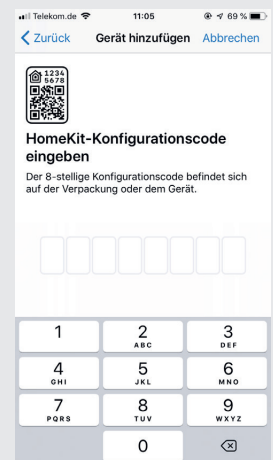 Telekom.de 11:05 69 %
Zurück Gerät hinzufügen Abbrechen
1234
5678
HomeKit-Konfigurationscode
eingeben
Der 8-stellige Konfigurationscode befindet sich
auf der Verpackung oder dem Gerät.
1 2 3
ABC DEF
4 5 6
GHI JKL MNO
7 8 9
PQRS TUV WXYZ
0